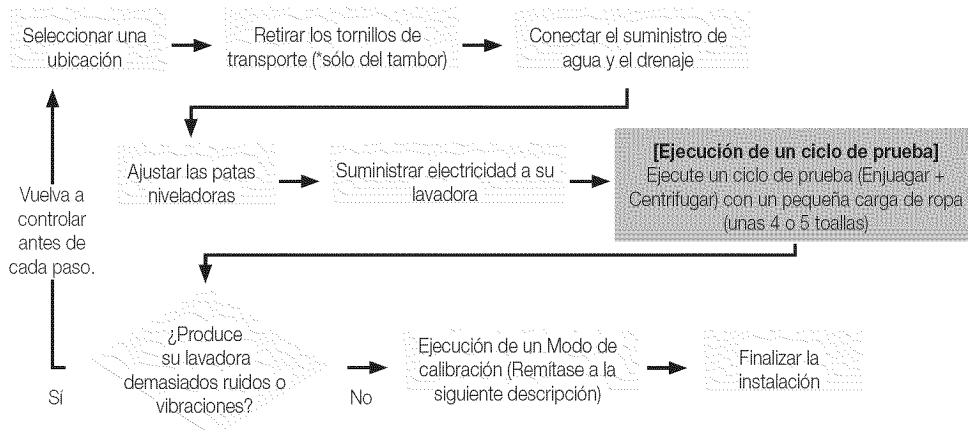 Seleccionar una
ubicación
Retirar los tornillos de
transporte (*sólo del tambor)
Conectar el suministro de
agua y el drenaje
Ajustar las patas
niveladoras
Suministrar electricidad a su
lavadora
[Ejecución de un ciclo de prueba]
Ejecute un ciclo de prueba (Enjuagar +
Centrifugar) con un pequeña carga de ropa
(unas 4 o 5 toallas)
Vuelva a
controlar
antes de
cada paso.
¿Produce
su lavadora
demasiados ruidos o
vibraciones?
Sí
No
Ejecución de un Modo de
calibración (Remítase a la
siguiente descripción)
Finalizar la
instalación